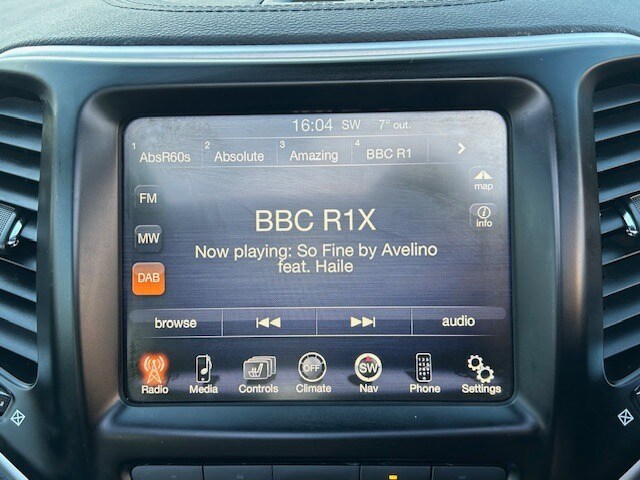 16:04 SW 7° out.
1 AbsR60s 2 Absolute 3 Amazing 4 BBC R1
map
FM
BBC R1X
info
MW
Now playing: So Fine by Avelino
feat. Haile
DAB
browse audio
OFF SW
Radio Media Controls Climate Nav Phone Settings